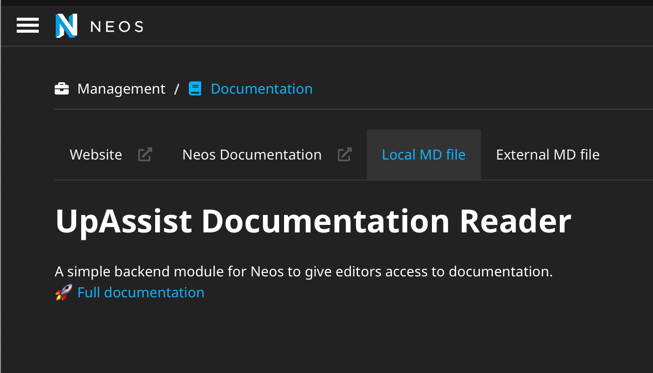 NEOS
Management / Documentation
Website Neos Documentation Local MD file External MD file
UpAssist Documentation Reader
A simple backend module for Neos to give editors access to documentation.
🚀 Full documentation